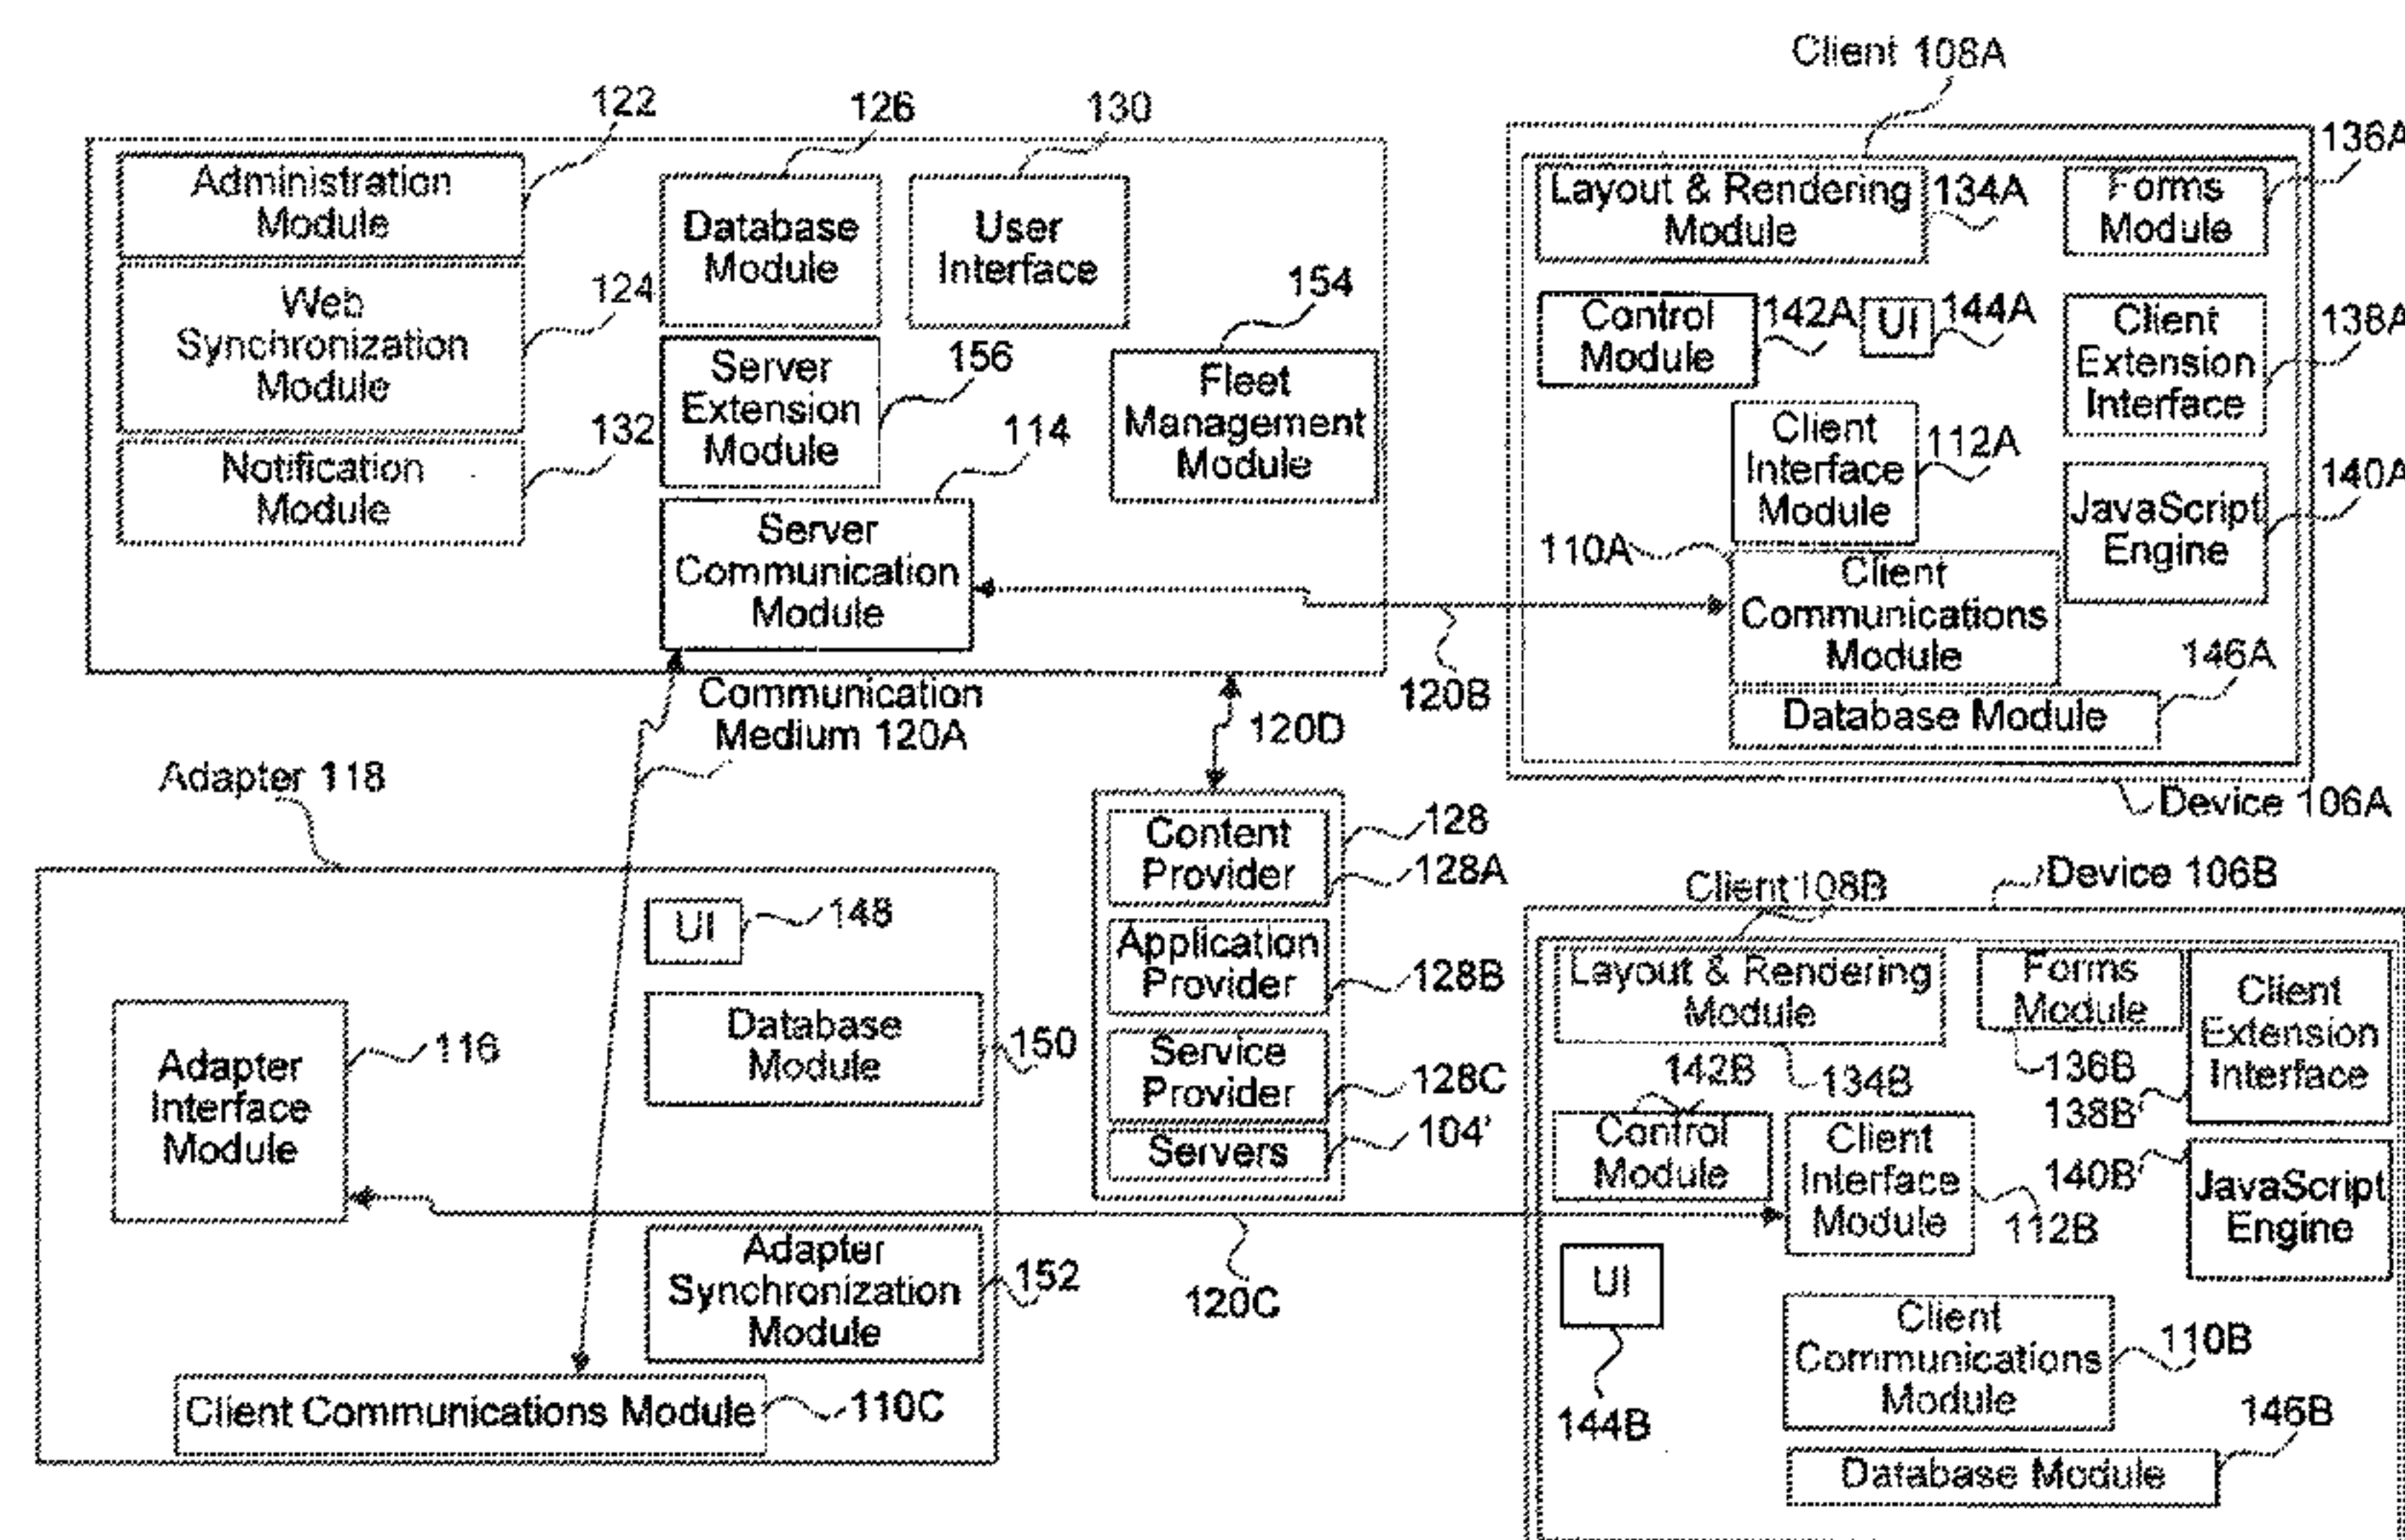 Client 108A
122
126
130
136A
Administration
Module
Database
Module
User
Interface
Layout & Rendering
Module
134A
Forms
Module
124
154
Web
Synchronization
Module
Control
Module
142A
UI
144A
Client
Extension
Interface
138A
Server
Extension
Module
156
Fleet
Management
Module
132
114
Client
Interface
Module
112A
Notification
Module
140A
JavaScript
Engine
Server
Communication
Module
110A
Client
Communications
Module
146A
Communication
Medium 120A
120B
120D
Database Module
Adapter 118
Device 106A
Content
Provider
128
128A
Device 106B
Client 108B
UI
148
Application
Provider
128B
Layout & Rendering
Module
Forms
Module
Client
Extension
Interface
Adapter
Interface
Module
116
Database
Module
150
Service
Provider
128C
142B
134B
136B
138B
Servers
104'
Control
Module
Client
Interface
Module
140B
JavaScript
Engine
112B
Adapter
Synchronization
Module
152
120C
UI
Client
Communications
Module
110B
Client Communications Module
110C
144B
146B
Database Module